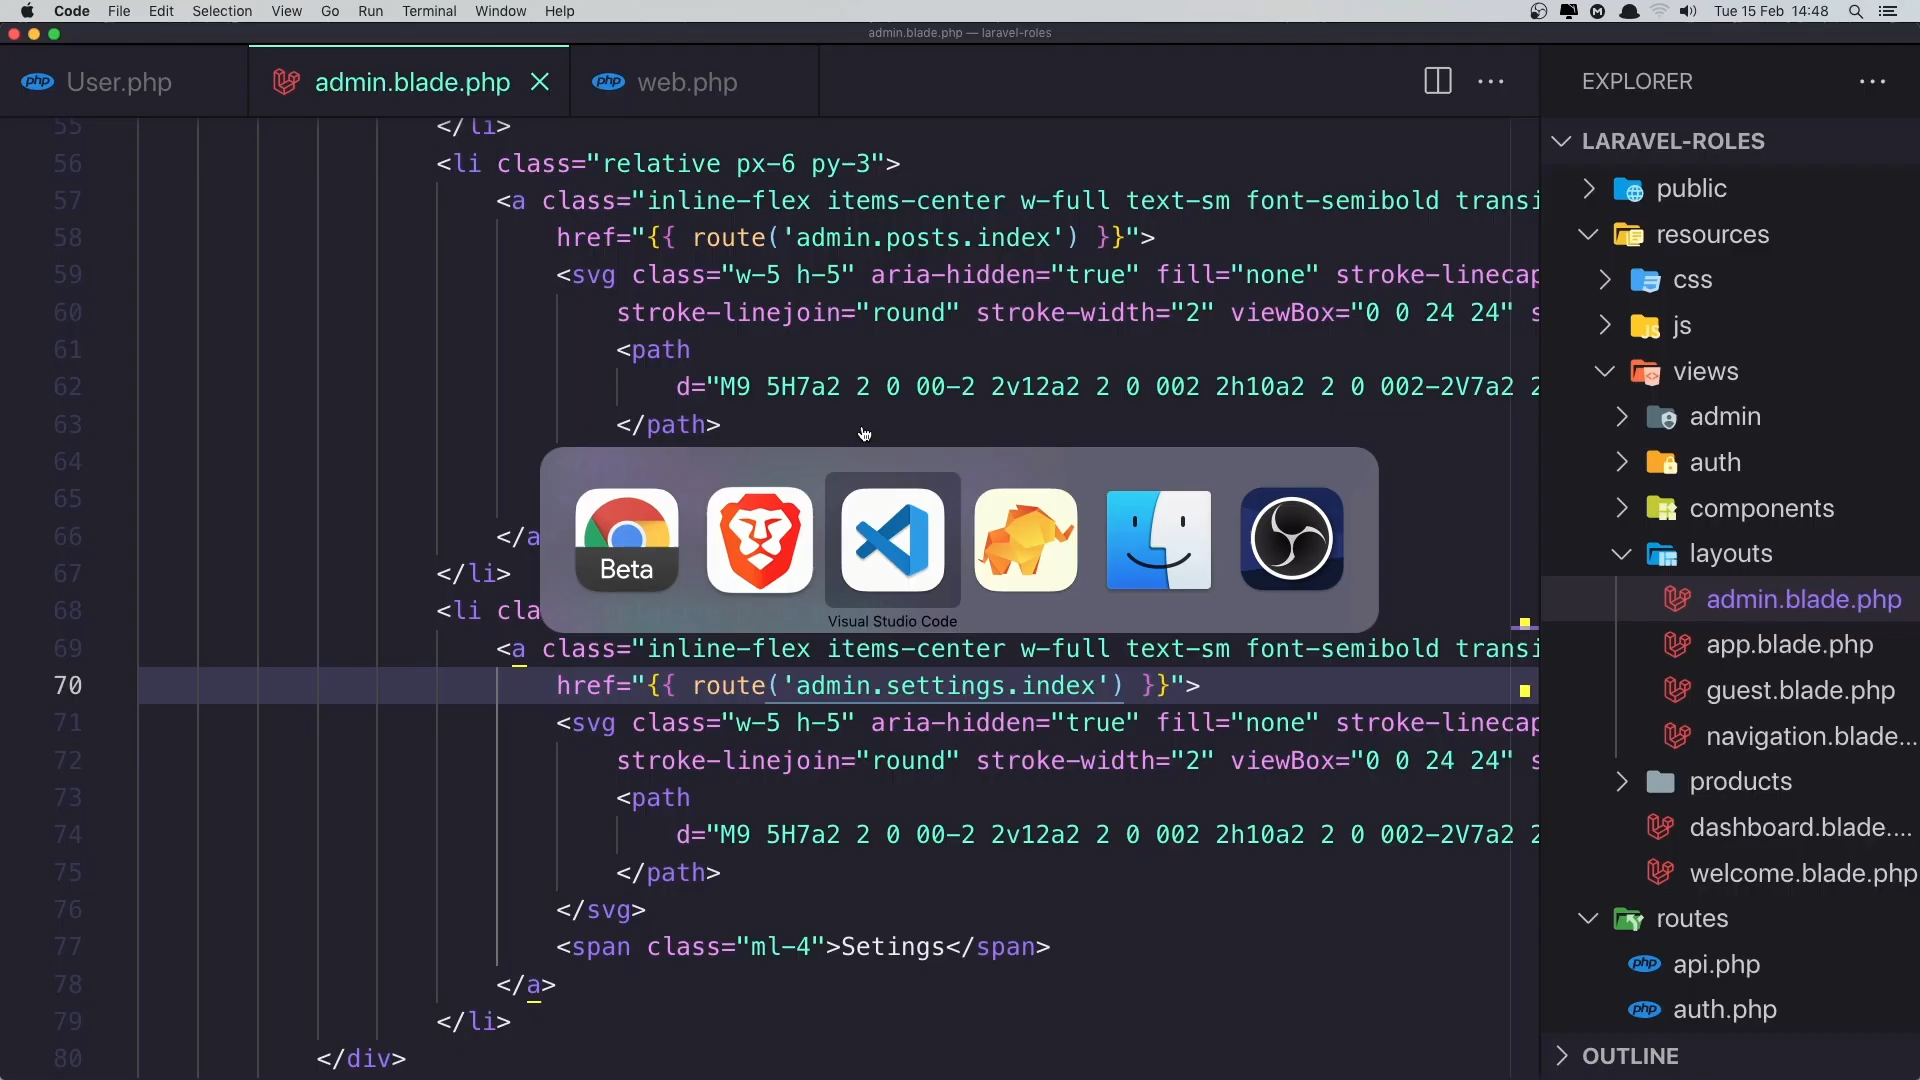 Code File Edit Selection View Go Run Terminal Window Help Tue 15 Feb 14:48
admin.blade.php — laravel-roles
User.php admin.blade.php web.php
EXPLORER
LARAVEL-ROLES
public
resources
css
js
views
admin
auth
components
layouts
admin.blade.php
app.blade.php
guest.blade.php
navigation.blade...
products
dashboard.blade....
welcome.blade.php
routes
api.php
auth.php
OUTLINE
55 </li>
56 <li class="relative px-6 py-3">
57 <a class="inline-flex items-center w-full text-sm font-semibold transi
58 href="{{ route('admin.posts.index') }}">
59 <svg class="w-5 h-5" aria-hidden="true" fill="none" stroke-linecap
60 stroke-linejoin="round" stroke-width="2" viewBox="0 0 24 24" s
61 <path
62 d="M9 5H7a2 2 0 00-2 2v12a2 2 0 002 2h10a2 2 0 002-2V7a2 2
63 </path>
64
65
66 </a
67 </li>
68 <li cla
69 <a class="inline-flex items-center w-full text-sm font-semibold transi
70 href="{{ route('admin.settings.index') }}">
71 <svg class="w-5 h-5" aria-hidden="true" fill="none" stroke-linecap
72 stroke-linejoin="round" stroke-width="2" viewBox="0 0 24 24" s
73 <path
74 d="M9 5H7a2 2 0 00-2 2v12a2 2 0 002 2h10a2 2 0 002-2V7a2 2
75 </path>
76 </svg>
77 <span class="ml-4">Setings</span>
78 </a>
79 </li>
80 </div>
Beta
Visual Studio Code